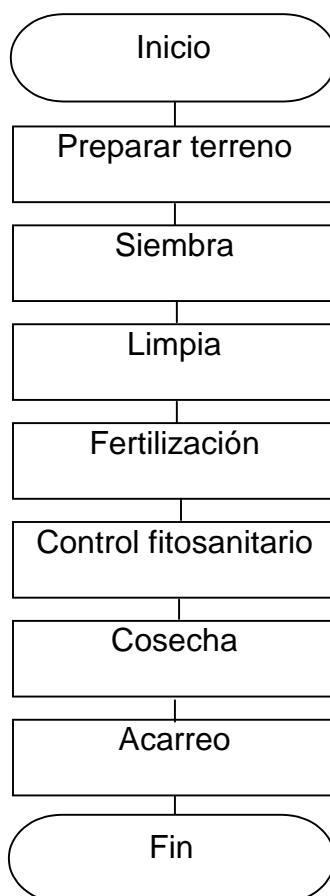 Inicio
Preparar terreno
Siembra
Limpia
Fertilización
Control fitosanitario
Cosecha
Acarreo
Fin